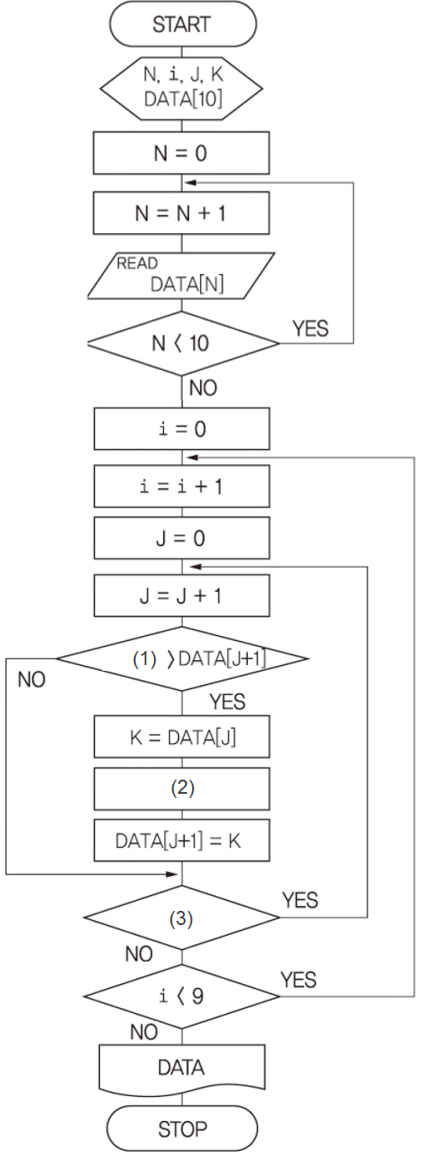 START
N, i, J, K
DATA[10]
N = 0
N = N + 1
READ
DATA[N]
N < 10
YES
NO
i = 0
i = i + 1
J = 0
J = J + 1
(1) >DATA[J+1]
NO
YES
K = DATA[J]
(2)
DATA[J+1] = K
(3)
YES
NO
i < 9
YES
NO
DATA
STOP